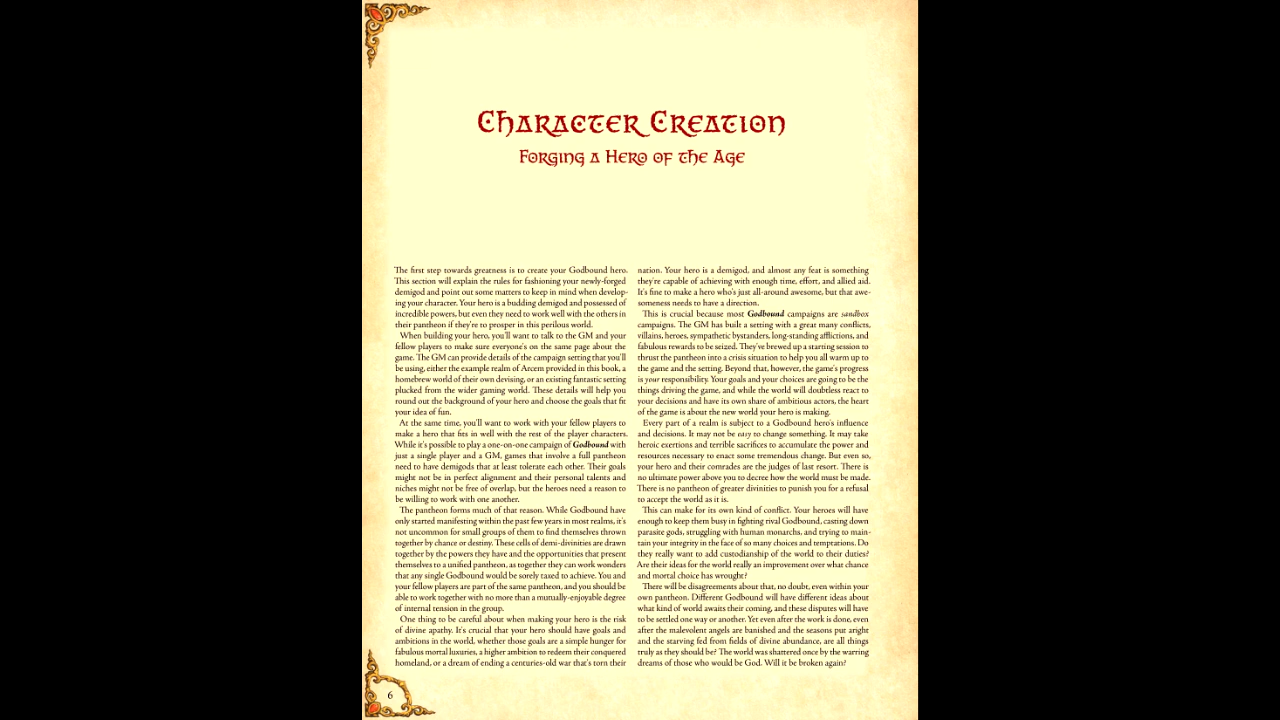 Character Creation
Forging a Hero of the Age
The first step towards greatness is to create your Godbound hero.
This section will explain the rules for fashioning your newly-forged
demigod and point out some matters to keep in mind when develop-
ing your character. Your hero is a budding demigod and possessed of
incredible powers, but even they need to work well with the others in
their pantheon if they're to prosper in this perilous world.
When building your hero, you'll want to talk to the GM and your
fellow players to make sure everyone's on the same page about the
game. The GM can provide details of the campaign setting that you'll
be using, either the example realm of Arcem provided in this book, a
homebrew world of their own devising, or an existing fantastic setting
plucked from the wider gaming world. These details will help you
round out the background of your hero and choose the goals that fit
your idea of fun.
At the same time, you'll want to work with your fellow players to
make a hero that fits in well with the rest of the player characters.
While it's possible to play a one-on-one campaign of Godbound with
just a single player and a GM, games that involve a full pantheon
need to have demigods that at least tolerate each other. Their goals
might not be in perfect alignment and their personal talents and
niches might not be free of overlap, but the heroes need a reason to
be willing to work with one another.
The pantheon forms much of that reason. While Godbound have
only started manifesting within the past few years in most realms, it's
not uncommon for small groups of them to find themselves thrown
together by chance or destiny. These cells of demi-divinities are drawn
together by the powers they have and the opportunities that present
themselves to a unified pantheon, as together they can work wonders
that any single Godbound would be sorely taxed to achieve. You and
your fellow players are part of the same pantheon, and you should be
able to work together with no more than a mutually-enjoyable degree
of internal tension in the group.
One thing to be careful about when making your hero is the risk
of divine apathy. It's crucial that your hero should have goals and
ambitions in the world, whether those goals are a simple hunger for
fabulous mortal luxuries, a higher ambition to redeem their conquered
homeland, or a dream of ending a centuries-old war that's torn their
nation. Your hero is a demigod, and almost any feat is something
they're capable of achieving with enough time, effort, and allied aid.
It's fine to make a hero who's just all-around awesome, but that awe-
someness needs to have a direction.
This is crucial because most Godbound campaigns are sandbox
campaigns. The GM has built a setting with a great many conflicts,
villains, heroes, sympathetic bystanders, long-standing afflictions, and
fabulous rewards to be seized. They've brewed up a starting session to
thrust the pantheon into a crisis situation to help you all warm up to
the game and the setting. Beyond that, however, the game's progress
is your responsibility. Your goals and your choices are going to be the
things driving the game, and while the world will doubtless react to
your decisions and have its own share of ambitious actors, the heart
of the game is about the new world your hero is making.
Every part of a realm is subject to a Godbound hero's influence
and decisions. It may not be easy to change something. It may take
heroic exertions and terrible sacrifices to accumulate the power and
resources necessary to enact some tremendous change. But even so,
your hero and their comrades are the judges of last resort. There is
no ultimate power above you to decree how the world must be made.
There is no pantheon of greater divinities to punish you for a refusal
to accept the world as it is.
This can make for its own kind of conflict. Your heroes will have
enough to keep them busy in fighting rival Godbound, casting down
parasite gods, struggling with human monarchs, and trying to main-
tain your integrity in the face of so many choices and temptations. Do
they really want to add custodianship of the world to their duties?
Are their ideas for the world really an improvement over what chance
and mortal choice has wrought?
There will be disagreements about that, no doubt, even within your
own pantheon. Different Godbound will have different ideas about
what kind of world awaits their coming, and these disputes will have
to be settled one way or another. Yet even after the work is done, even
after the malevolent angels are banished and the seasons put aright
and the starving fed from fields of divine abundance, are all things
truly as they should be? The world was shattered once by the warring
dreams of those who would be God. Will it be broken again?
6